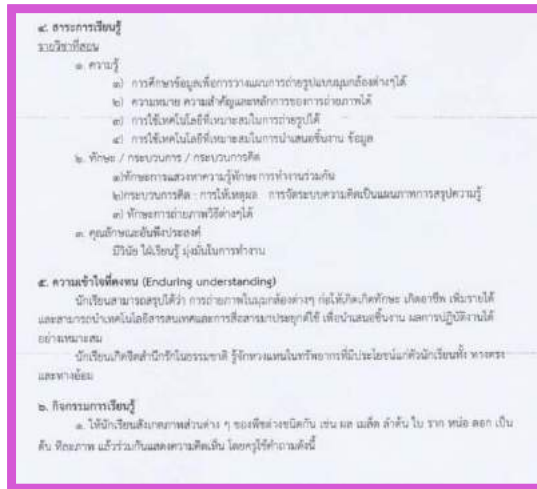 ๔. สาระการเรียนรู้
รายวิชาที่สอน
๑. ความรู้
๑) การศึกษาข้อมูลเพื่อการวางแผนการถ่ายรูปแบบมุมกล้องต่างๆได้
๒) ความหมาย ความสำคัญและหลักการของการถ่ายภาพได้
๓) การใช้เทคโนโลยีที่เหมาะสมในการถ่ายรูปได้
๔) การใช้เทคโนโลยีที่เหมาะสมในการนำเสนอชิ้นงาน ข้อมูล
๒. ทักษะ / กระบวนการ / กระบวนการคิด
๑)ทักษะการแสวงหาความรู้ทักษะการทำงานร่วมกัน
๒)กระบวนการคิด : การให้เหตุผล การจัดระบบความคิดเป็นแผนภาพการสรุปความรู้
๓) ทักษะการถ่ายภาพวิธีต่างๆได้
๓. คุณลักษณะอันพึงประสงค์
มีวินัย ใฝ่เรียนรู้ มุ่งมั่นในการทำงาน
๕. ความเข้าใจที่คงทน (Enduring understanding)
นักเรียนสามารถสรุปได้ว่า การถ่ายภาพในมุมกล้องต่างๆ ก่อให้เกิดเกิดทักษะ เกิดอาชีพ เพิ่มรายได้
และสามารถนำเทคโนโลยีสารสนเทศและการสื่อสารมาประยุกต์ใช้ เพื่อนำเสนอชิ้นงาน ผลการปฏิบัติงานได้
อย่างเหมาะสม
นักเรียนเกิดจิตสำนึกรักในธรรมชาติ รู้จักหวงแหนในทรัพยากรที่มีประโยชน์แก่ตัวนักเรียนทั้ง ทางตรง
และทางอ้อม
๖. กิจกรรมการเรียนรู้
๑. ให้นักเรียนสังเกตภาพส่วนต่าง ๆ ของพืชต่างชนิดกัน เช่น ผล เมล็ด ลำต้น ใบ ราก หน่อ ดอก เป็น
ต้น ทีละภาพ แล้วร่วมกันแสดงความคิดเห็น โดยครูใช้คำถามดังนี้